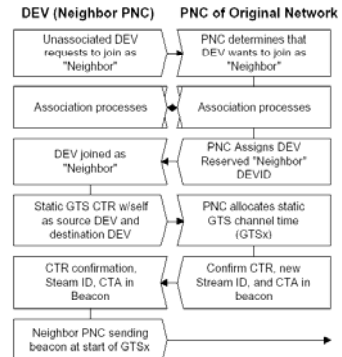 DEV (Neighbor PNC)
PNC of Original Network
Unassociated DEV
requests to join as
"Neighbor"
PNC determines that
DEV wants to join as
"Neighbor"
Association processes
Association processes
DEV joined as
"Neighbor"
PNC Assigns DEV
Reserved "Neighbor"
DEVID
Static GTS CTR w/self
as source DEV and
destination DEV
PNC allocates static
GTS channel time
(GTSx)
CTR confirmation,
Stream ID, CTA in
Beacon
Confirm CTR, new
Stream ID, and CTA in
beacon
Neighbor PNC sending
beacon at start of GTSx